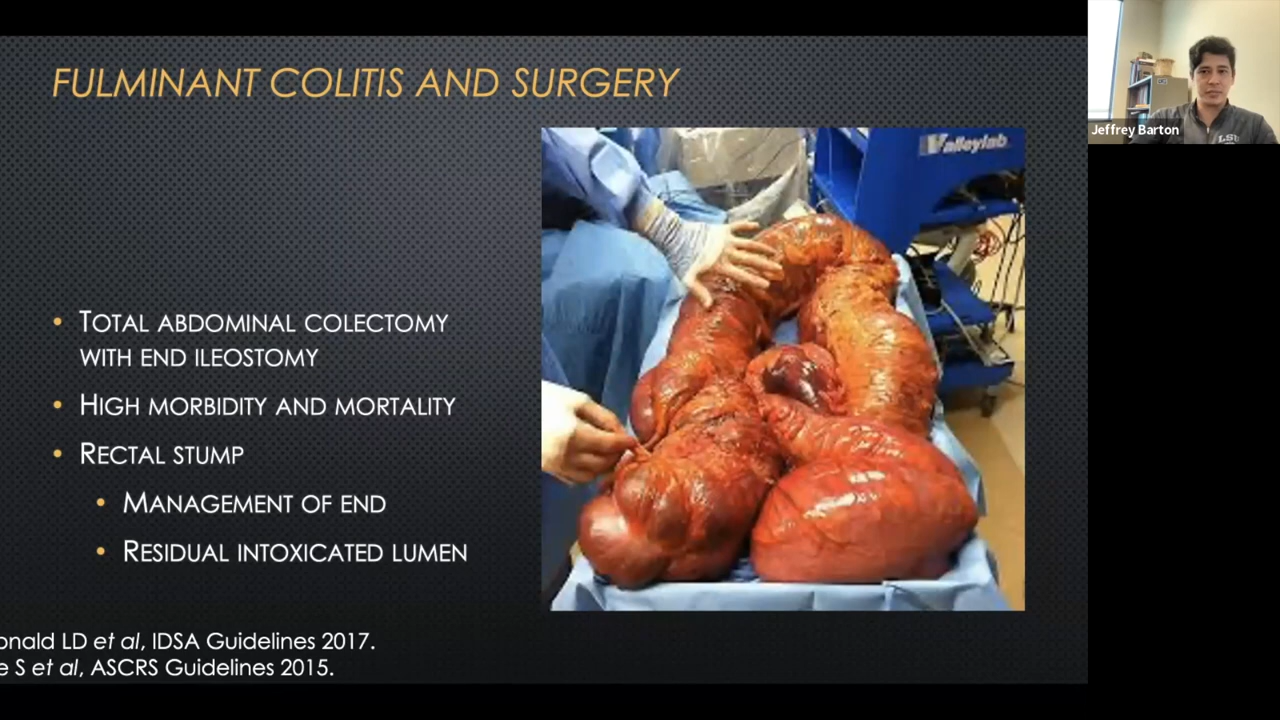 FULMINANT COLITIS AND SURGERY
Valleylab
Jeffrey Barton
LSU
• TOTAL ABDOMINAL COLECTOMY
WITH END ILEOSTOMY
• HIGH MORBIDITY AND MORTALITY
• RECTAL STUMP
• MANAGEMENT OF END
• RESIDUAL INTOXICATED LUMEN
onald LD et al, IDSA Guidelines 2017.
e S et al, ASCRS Guidelines 2015.